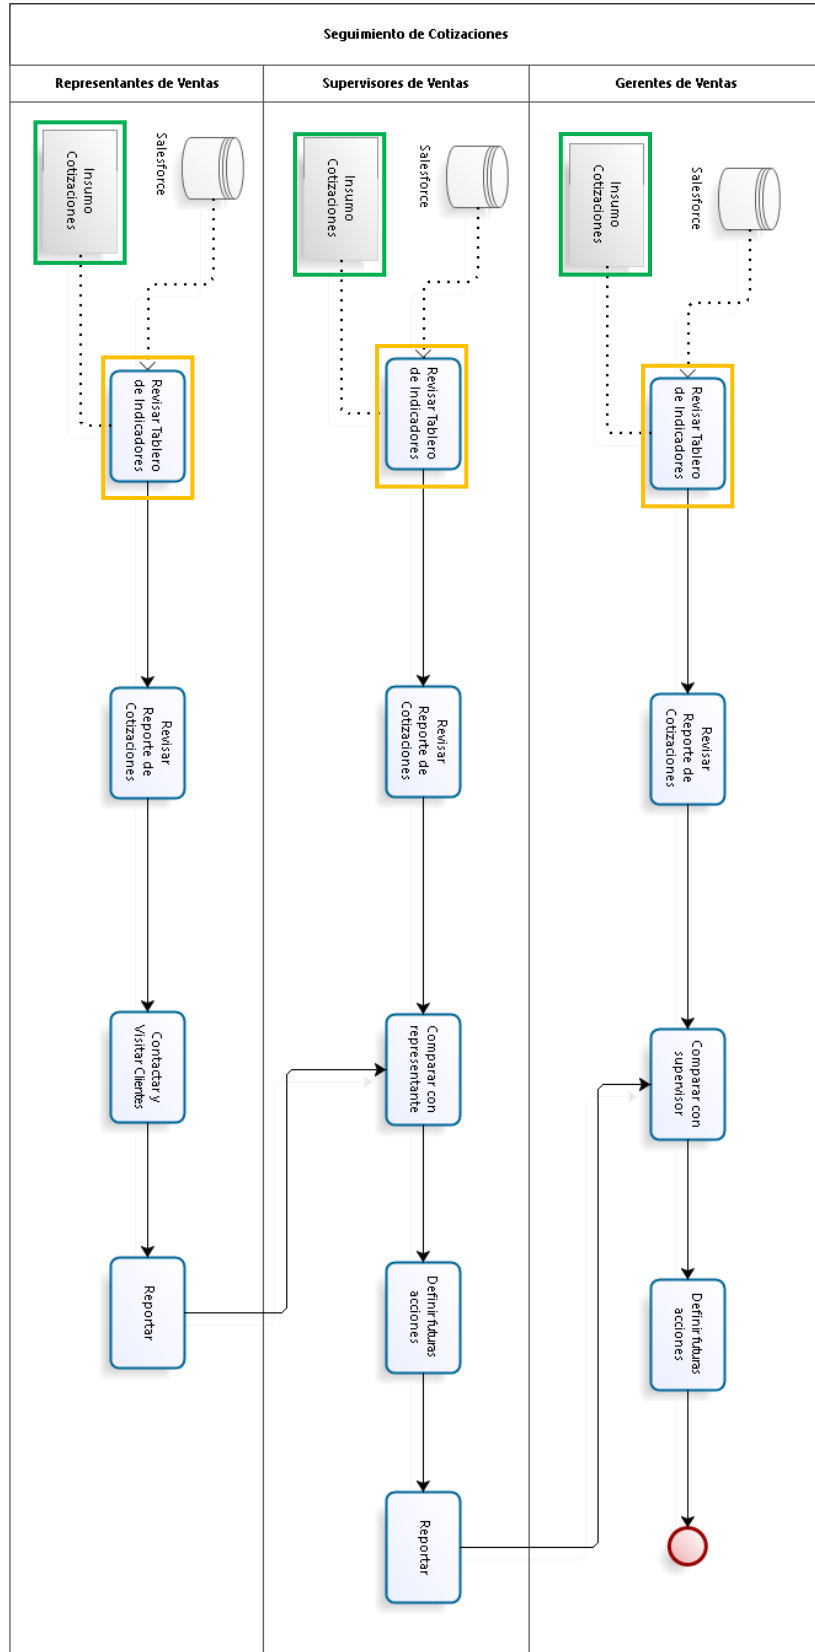 Seguimiento de Cotizaciones
Representantes de Ventas
Supervisores de Ventas
Gerentes de Ventas
Insumo
Cotizaciones
Salesforce
Insumo
Cotizaciones
Salesforce
Insumo
Cotizaciones
Salesforce
Revisar Tablero
de Indicadores
Revisar Tablero
de Indicadores
Revisar Tablero
de Indicadores
Revisar
Reporte de
Cotizaciones
Revisar
Reporte de
Cotizaciones
Revisar
Reporte de
Cotizaciones
Contactar y
Visitar Clientes
Comparar con
representante
Comparar con
supervisor
Reportar
Definir futuras
acciones
Definir futuras
acciones
Reportar